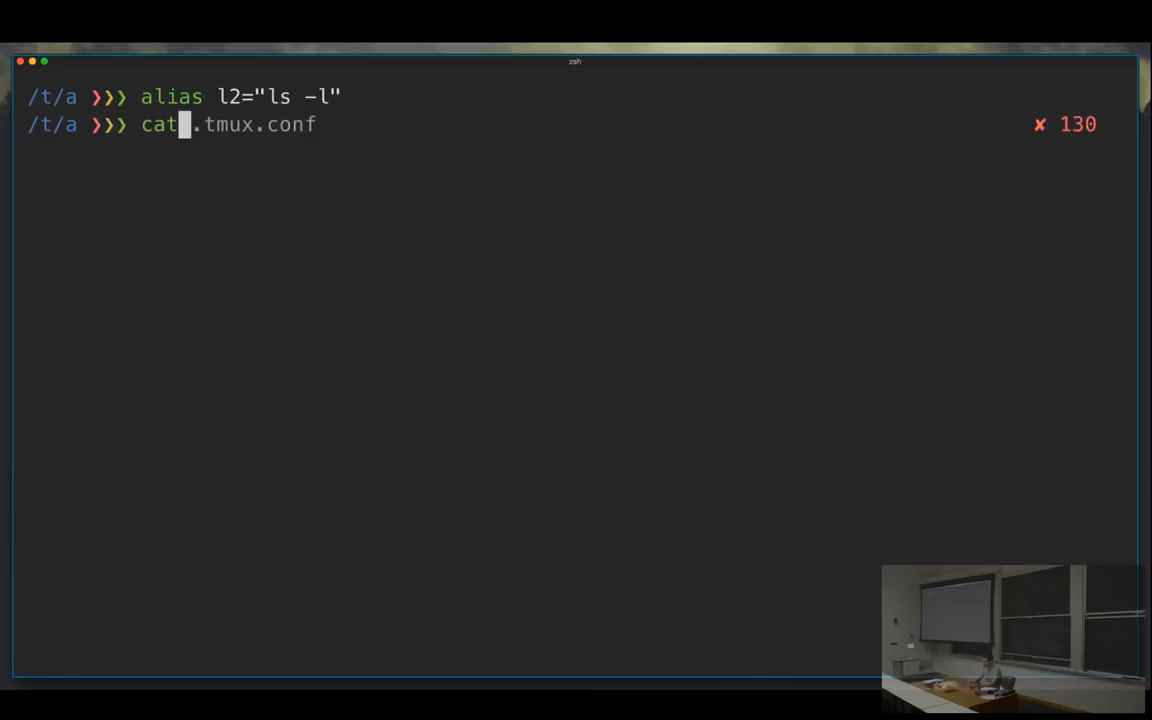 zsh
/t/a ❯❯❯ alias l2="ls -l"
/t/a ❯❯❯ cat .tmux.conf ✘ 130